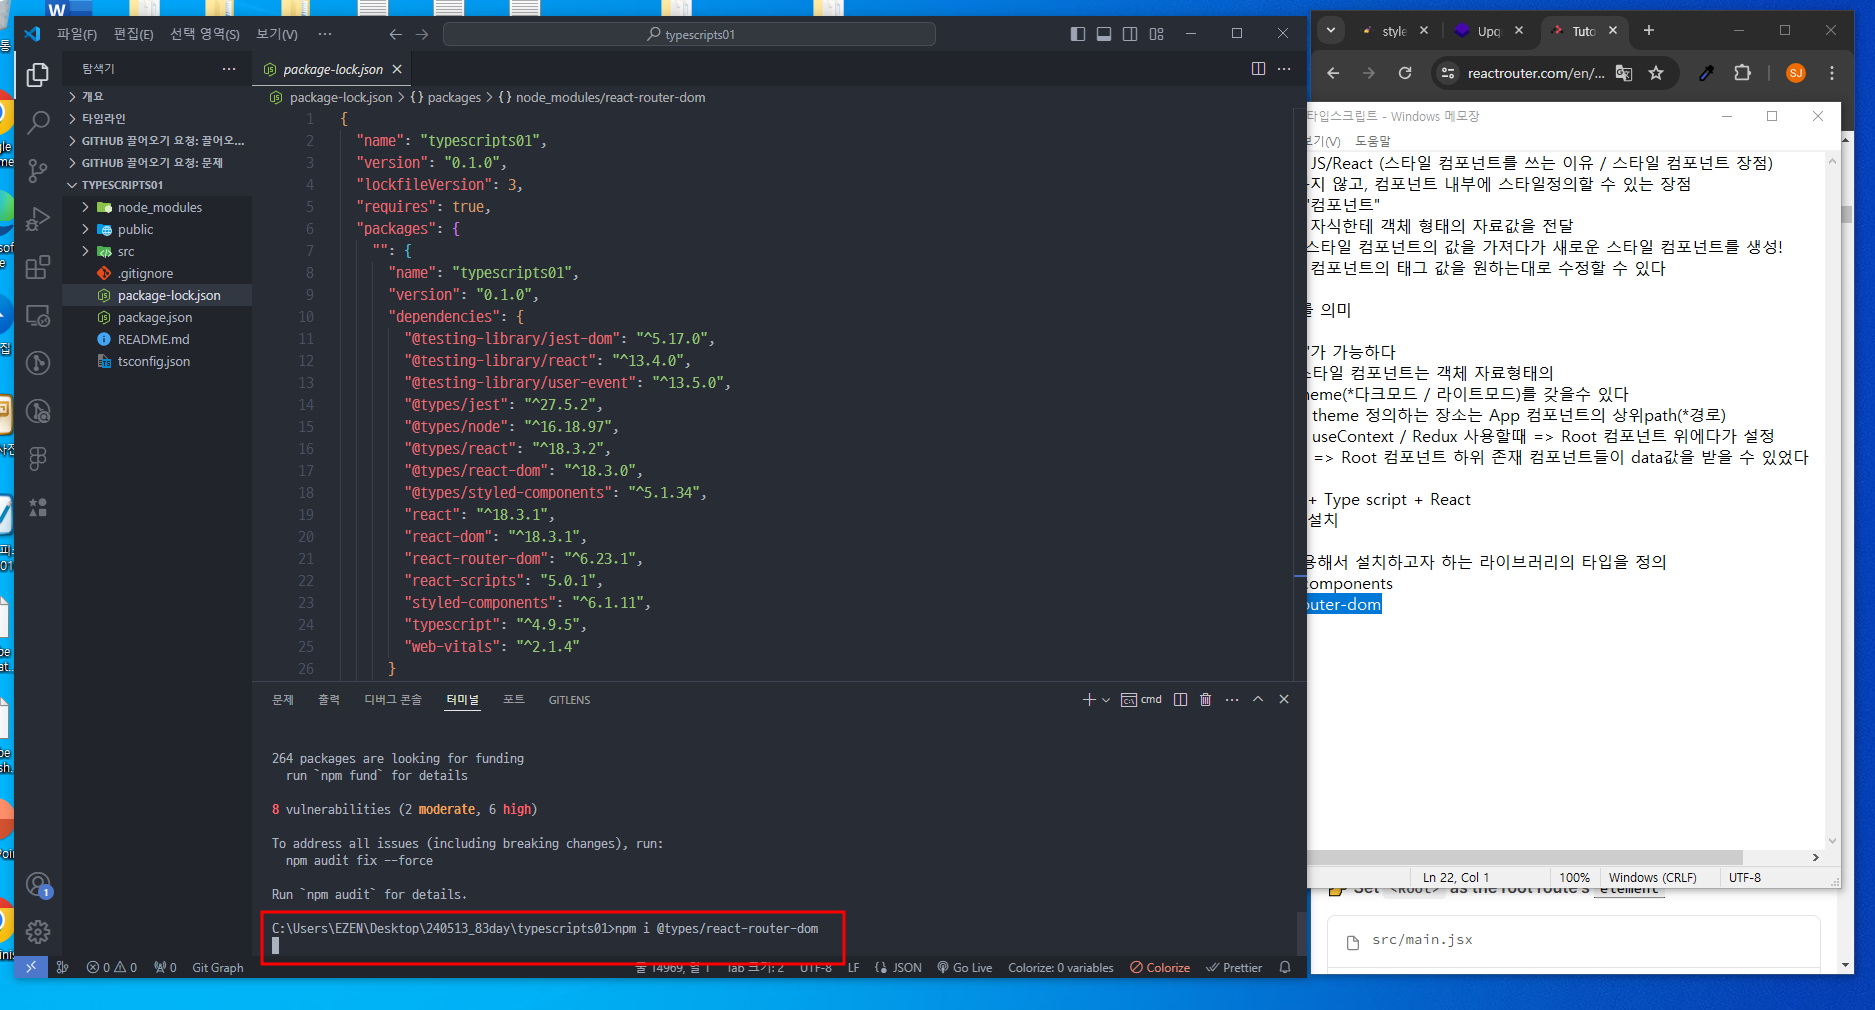 파일(F) 편집(E) 선택 영역(S) 보기(V) ··· typescripts01
탐색기 ···
개요
타임라인
GITHUB 끌어오기 요청: 끌어오...
GITHUB 끌어오기 요청: 문제
TYPESCRIPTS01
node_modules
public
src
.gitignore
package-lock.json
package.json
README.md
tsconfig.json
package-lock.json
package-lock.json > {} packages > {} node_modules/react-router-dom
1 {
2 "name": "typescripts01",
3 "version": "0.1.0",
4 "lockfileVersion": 3,
5 "requires": true,
6 "packages": {
7 "": {
8 "name": "typescripts01",
9 "version": "0.1.0",
10 "dependencies": {
11 "@testing-library/jest-dom": "^5.17.0",
12 "@testing-library/react": "^13.4.0",
13 "@testing-library/user-event": "^13.5.0",
14 "@types/jest": "^27.5.2",
15 "@types/node": "^16.18.97",
16 "@types/react": "^18.3.2",
17 "@types/react-dom": "^18.3.0",
18 "@types/styled-components": "^5.1.34",
19 "react": "^18.3.1",
20 "react-dom": "^18.3.1",
21 "react-router-dom": "^6.23.1",
22 "react-scripts": "5.0.1",
23 "styled-components": "^6.1.11",
24 "typescript": "^4.9.5",
25 "web-vitals": "^2.1.4"
26 }
문제 출력 디버그 콘솔 터미널 포트 GITLENS
cmd
264 packages are looking for funding
run `npm fund` for details
8 vulnerabilities (2 moderate, 6 high)
To address all issues (including breaking changes), run:
npm audit fix --force
Run `npm audit` for details.
C:\Users\EZEN\Desktop\240513_83day\typescripts01>npm i @types/react-router-dom
0 0 0 Git Graph 줄 14969, 열 1 Tab 크기: 2 UTF-8 LF {} JSON Go Live Colorize: 0 variables Colorize Prettier
style Upg Tuto
reactrouter.com/en/... SJ
타입스크립트 - Windows 메모장
보기(V) 도움말
JS/React (스타일 컴포넌트를 쓰는 이유 / 스타일 컴포넌트 장점)
지 않고, 컴포넌트 내부에 스타일정의할 수 있는 장점
"컴포넌트"
자식한테 객체 형태의 자료값을 전달
스타일 컴포넌트의 값을 가져다가 새로운 스타일 컴포넌트를 생성!
컴포넌트의 태그 값을 원하는대로 수정할 수 있다
를 의미
"가 가능하다
스타일 컴포넌트는 객체 자료형태의
heme(*다크모드 / 라이트모드)를 갖을수 있다
theme 정의하는 장소는 App 컴포넌트의 상위path(*경로)
useContext / Redux 사용할때 => Root 컴포넌트 위에다가 설정
=> Root 컴포넌트 하위 존재 컴포넌트들이 data값을 받을 수 있었다
+ Type script + React
설치
용해서 설치하고자 하는 라이브러리의 타입을 정의
components
outer-dom
Ln 22, Col 1 100% Windows (CRLF) UTF-8
Set <Root> as the root route's element
src/main.jsx